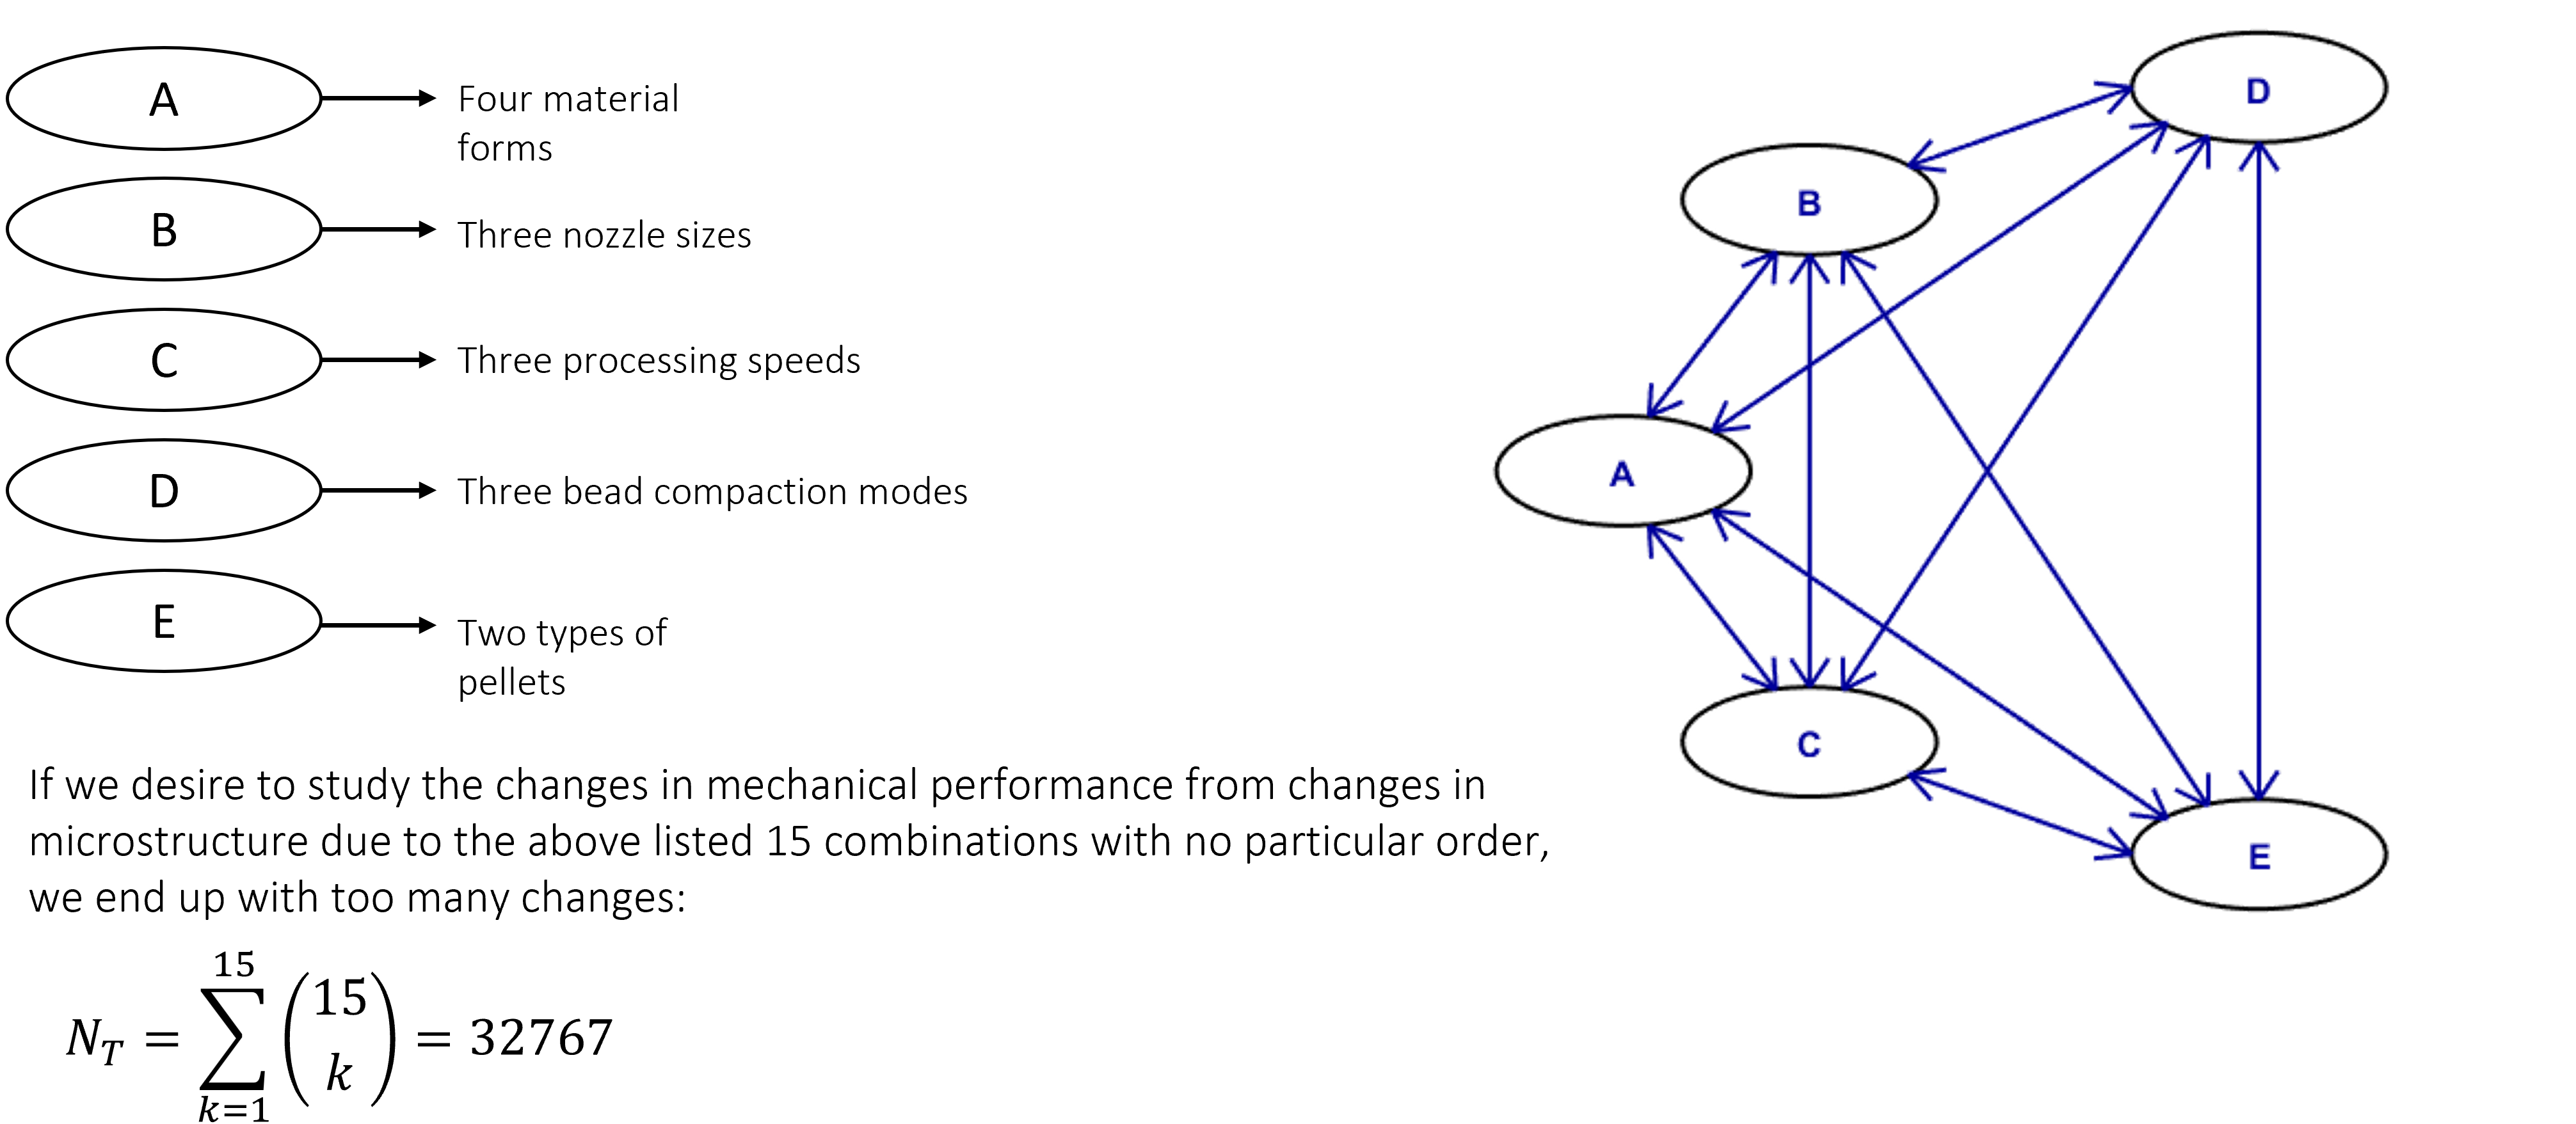 A
Four material
forms
B
Three nozzle sizes
C
Three processing speeds
D
Three bead compaction modes
E
Two types of
pellets
If we desire to study the changes in mechanical performance from changes in
microstructure due to the above listed 15 combinations with no particular order,
we end up with too many changes:
N_T = \sum_{k=1}^{15} \binom{15}{k} = 32767
D
B
A
C
E